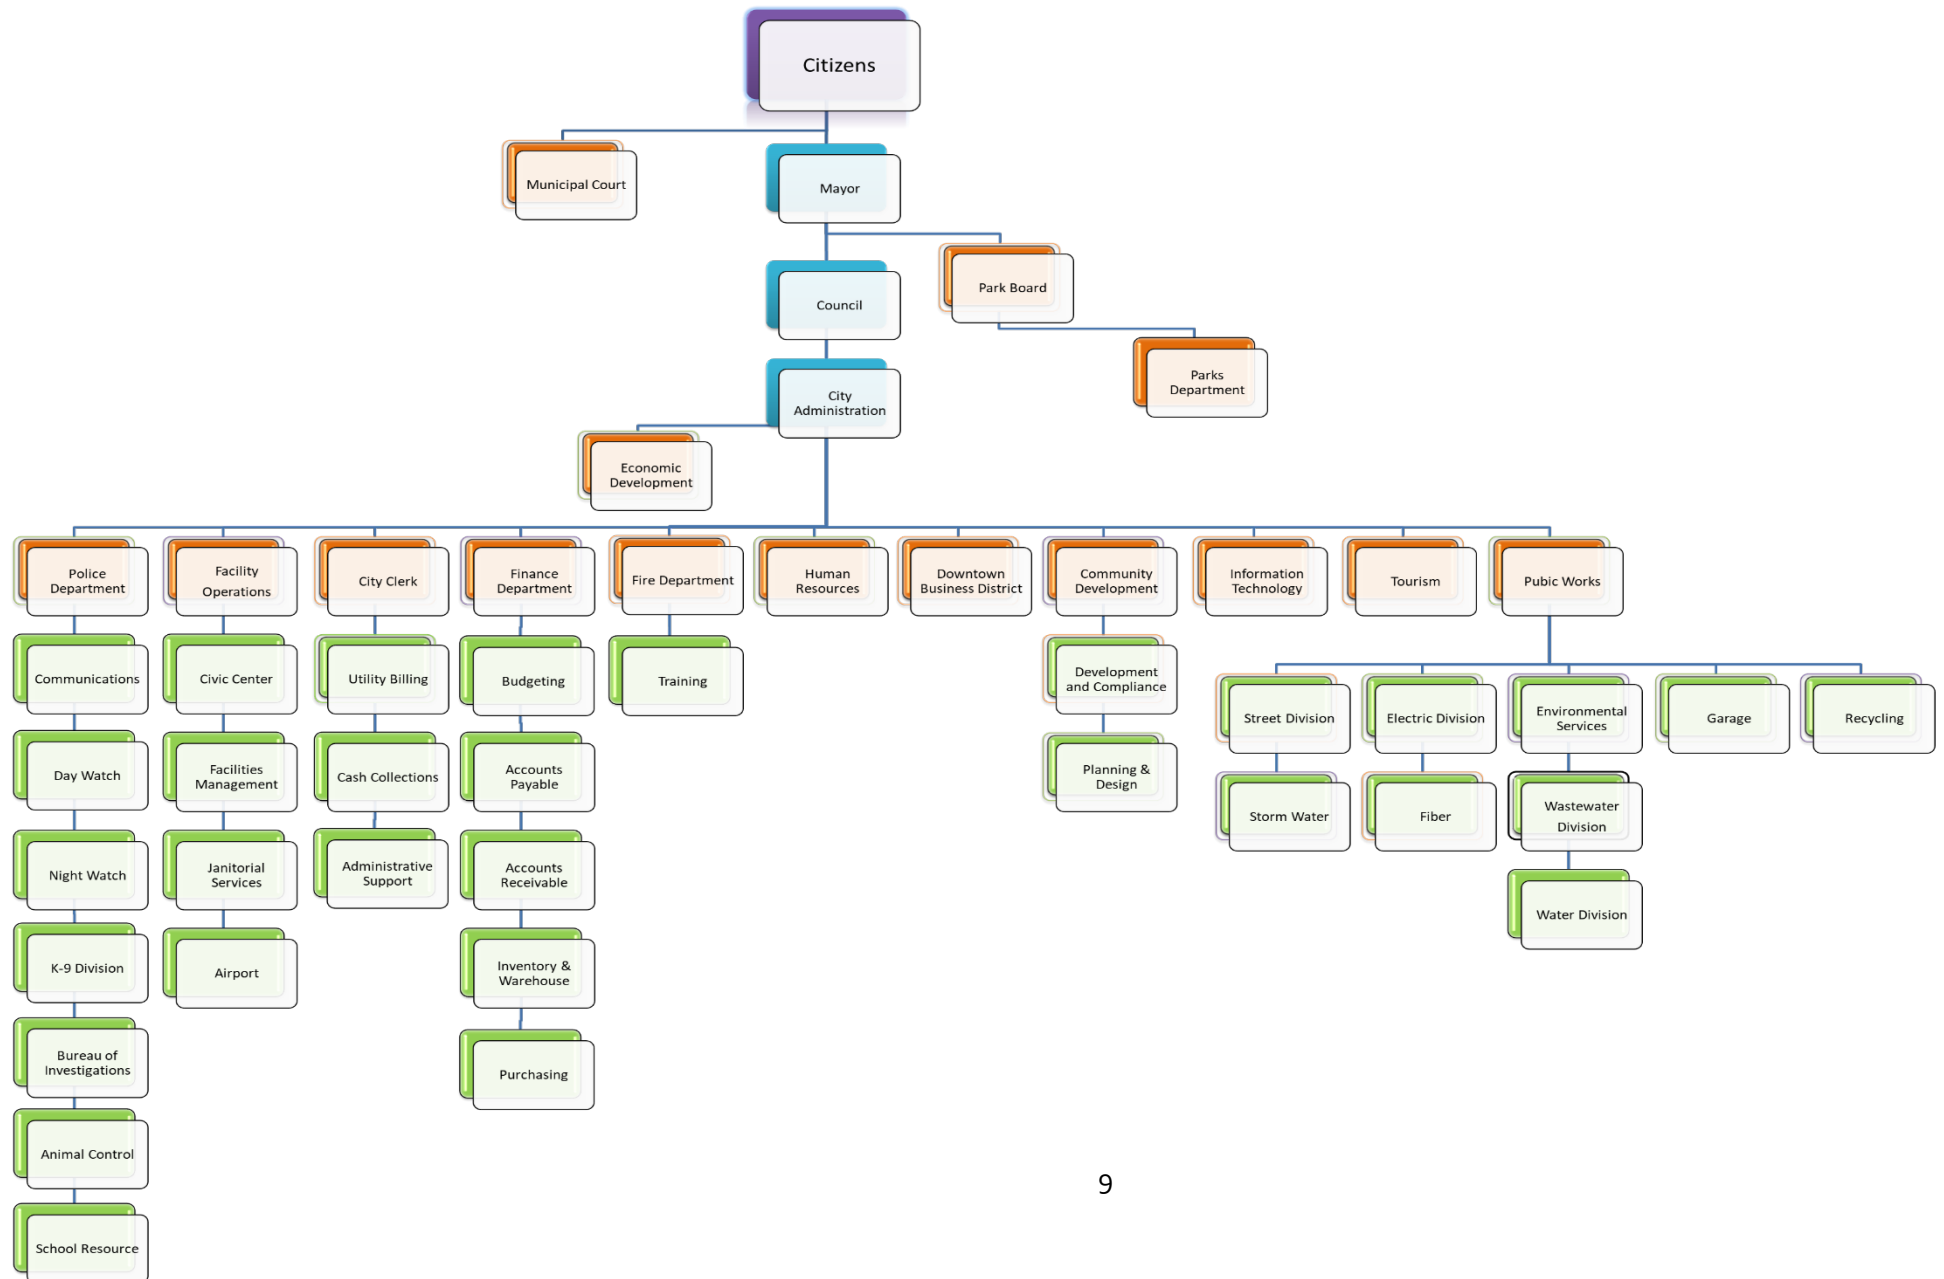 Citizens
Municipal Court
Mayor
Park Board
Council
Parks
Department
City
Administration
Economic
Development
Police
Department
Facility
Operations
City Clerk
Finance
Department
Fire Department
Human
Resources
Downtown
Business District
Community
Development
Information
Technology
Tourism
Pubic Works
Communications
Civic Center
Utility Billing
Budgeting
Training
Development
and Compliance
Street Division
Electric Division
Environmental
Services
Garage
Recycling
Day Watch
Facilities
Management
Cash Collections
Accounts
Payable
Planning &
Design
Storm Water
Fiber
Wastewater
Division
Night Watch
Janitorial
Services
Administrative
Support
Accounts
Receivable
Water Division
K-9 Division
Airport
Inventory &
Warehouse
Bureau of
Investigations
Purchasing
Animal Control
School Resource
9